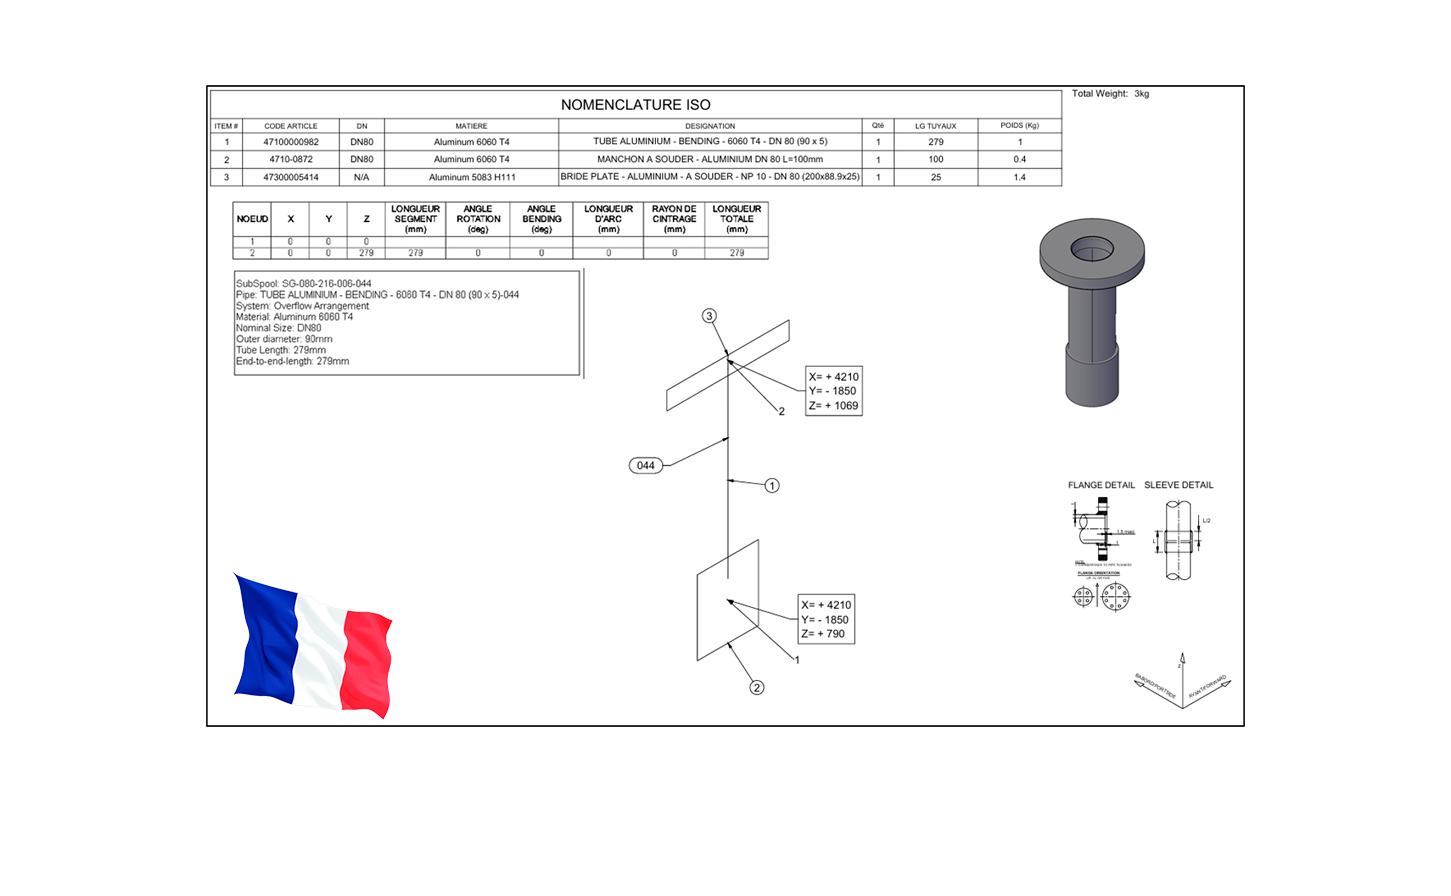 Total Weight: 3kg
NOMENCLATURE ISO
ITEM # CODE ARTICLE DN MATIERE DESIGNATION Qté LG TUYAUX POIDS (Kg)
1 47100000982 DN80 Aluminum 6060 T4 TUBE ALUMINIUM - BENDING - 6060 T4 - DN 80 (90 x 5) 1 279 1
2 4710-0872 DN80 Aluminum 6060 T4 MANCHON A SOUDER - ALUMINIUM DN 80 L=100mm 1 100 0.4
3 47300005414 N/A Aluminum 5083 H111 BRIDE PLATE - ALUMINIUM - A SOUDER - NP 10 - DN 80 (200x88.9x25) 1 25 1.4
NOEUD X Y Z LONGUEUR SEGMENT (mm) ANGLE ROTATION (deg) ANGLE BENDING (deg) LONGUEUR D'ARC (mm) RAYON DE CINTRAGE (mm) LONGUEUR TOTALE (mm)
1 0 0 0
2 0 0 279 279 0 0 0 0 279
SubSpool: SG-080-216-006-044
Pipe: TUBE ALUMINIUM - BENDING - 6060 T4 - DN 80 (90 x 5)-044
System: Overflow Arrangement
Material: Aluminum 6060 T4
Nominal Size: DN80
Outer diameter: 90mm
Tube Length: 279mm
End-to-end-length: 279mm
3
X= + 4210
Y= - 1850
Z= + 1069
2
044
1
X= + 4210
Y= - 1850
Z= + 790
1
2
FLANGE DETAIL SLEEVE DETAIL
L/2
L
1.5 maxi
FLANGE ORIENTATION
Z
BABORD/PORTSIDE
AVANT/FORWARD